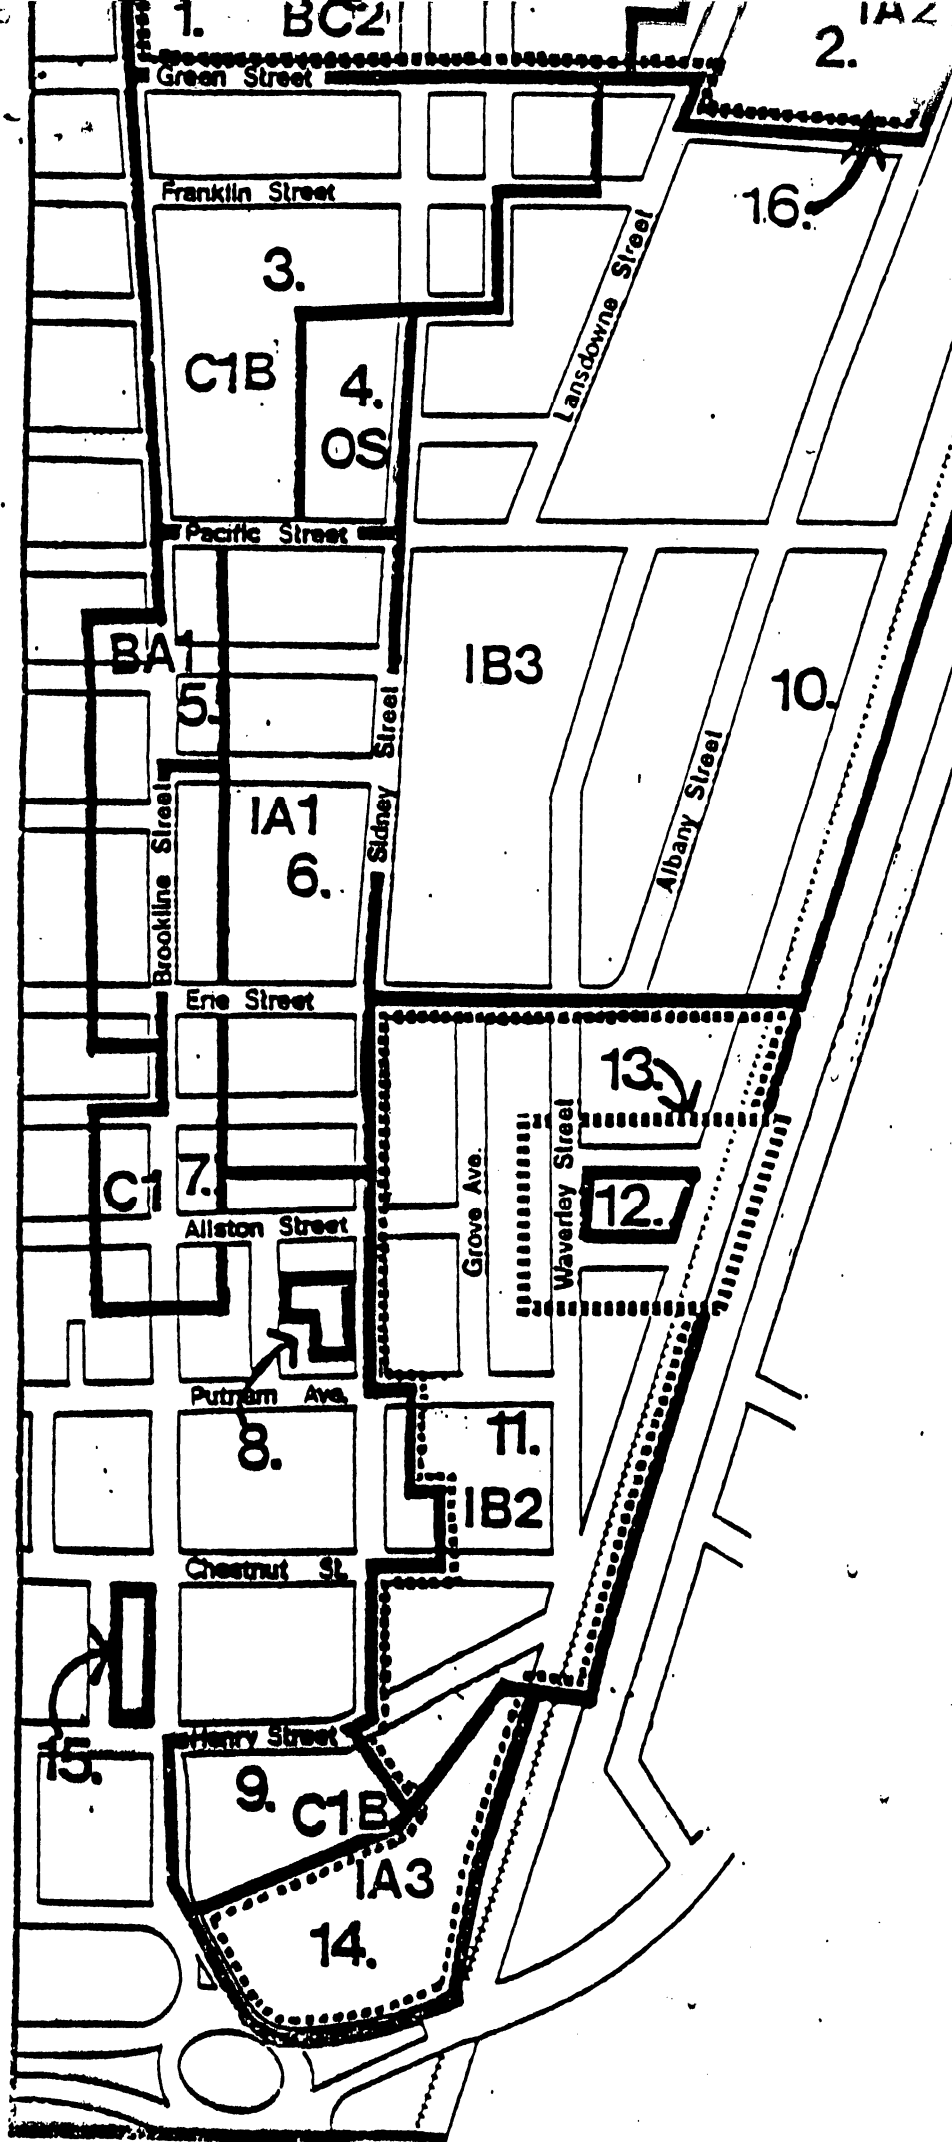 1. BC2
IA2
2.
Green Street
Franklin Street
16.
3.
Lansdowne Street
C1B
4.
OS
Pacific Street
BA1
5.
IB3
10.
Sidney Street
Albany Street
Brookline Street
IA1
6.
Erie Street
13.
C1
7.
Grove Ave.
Waverley Street
12.
Allston Street
Putnam Ave.
8.
11.
IB2
Chestnut St.
Henry Street
15.
9.
C1B
IA3
14.